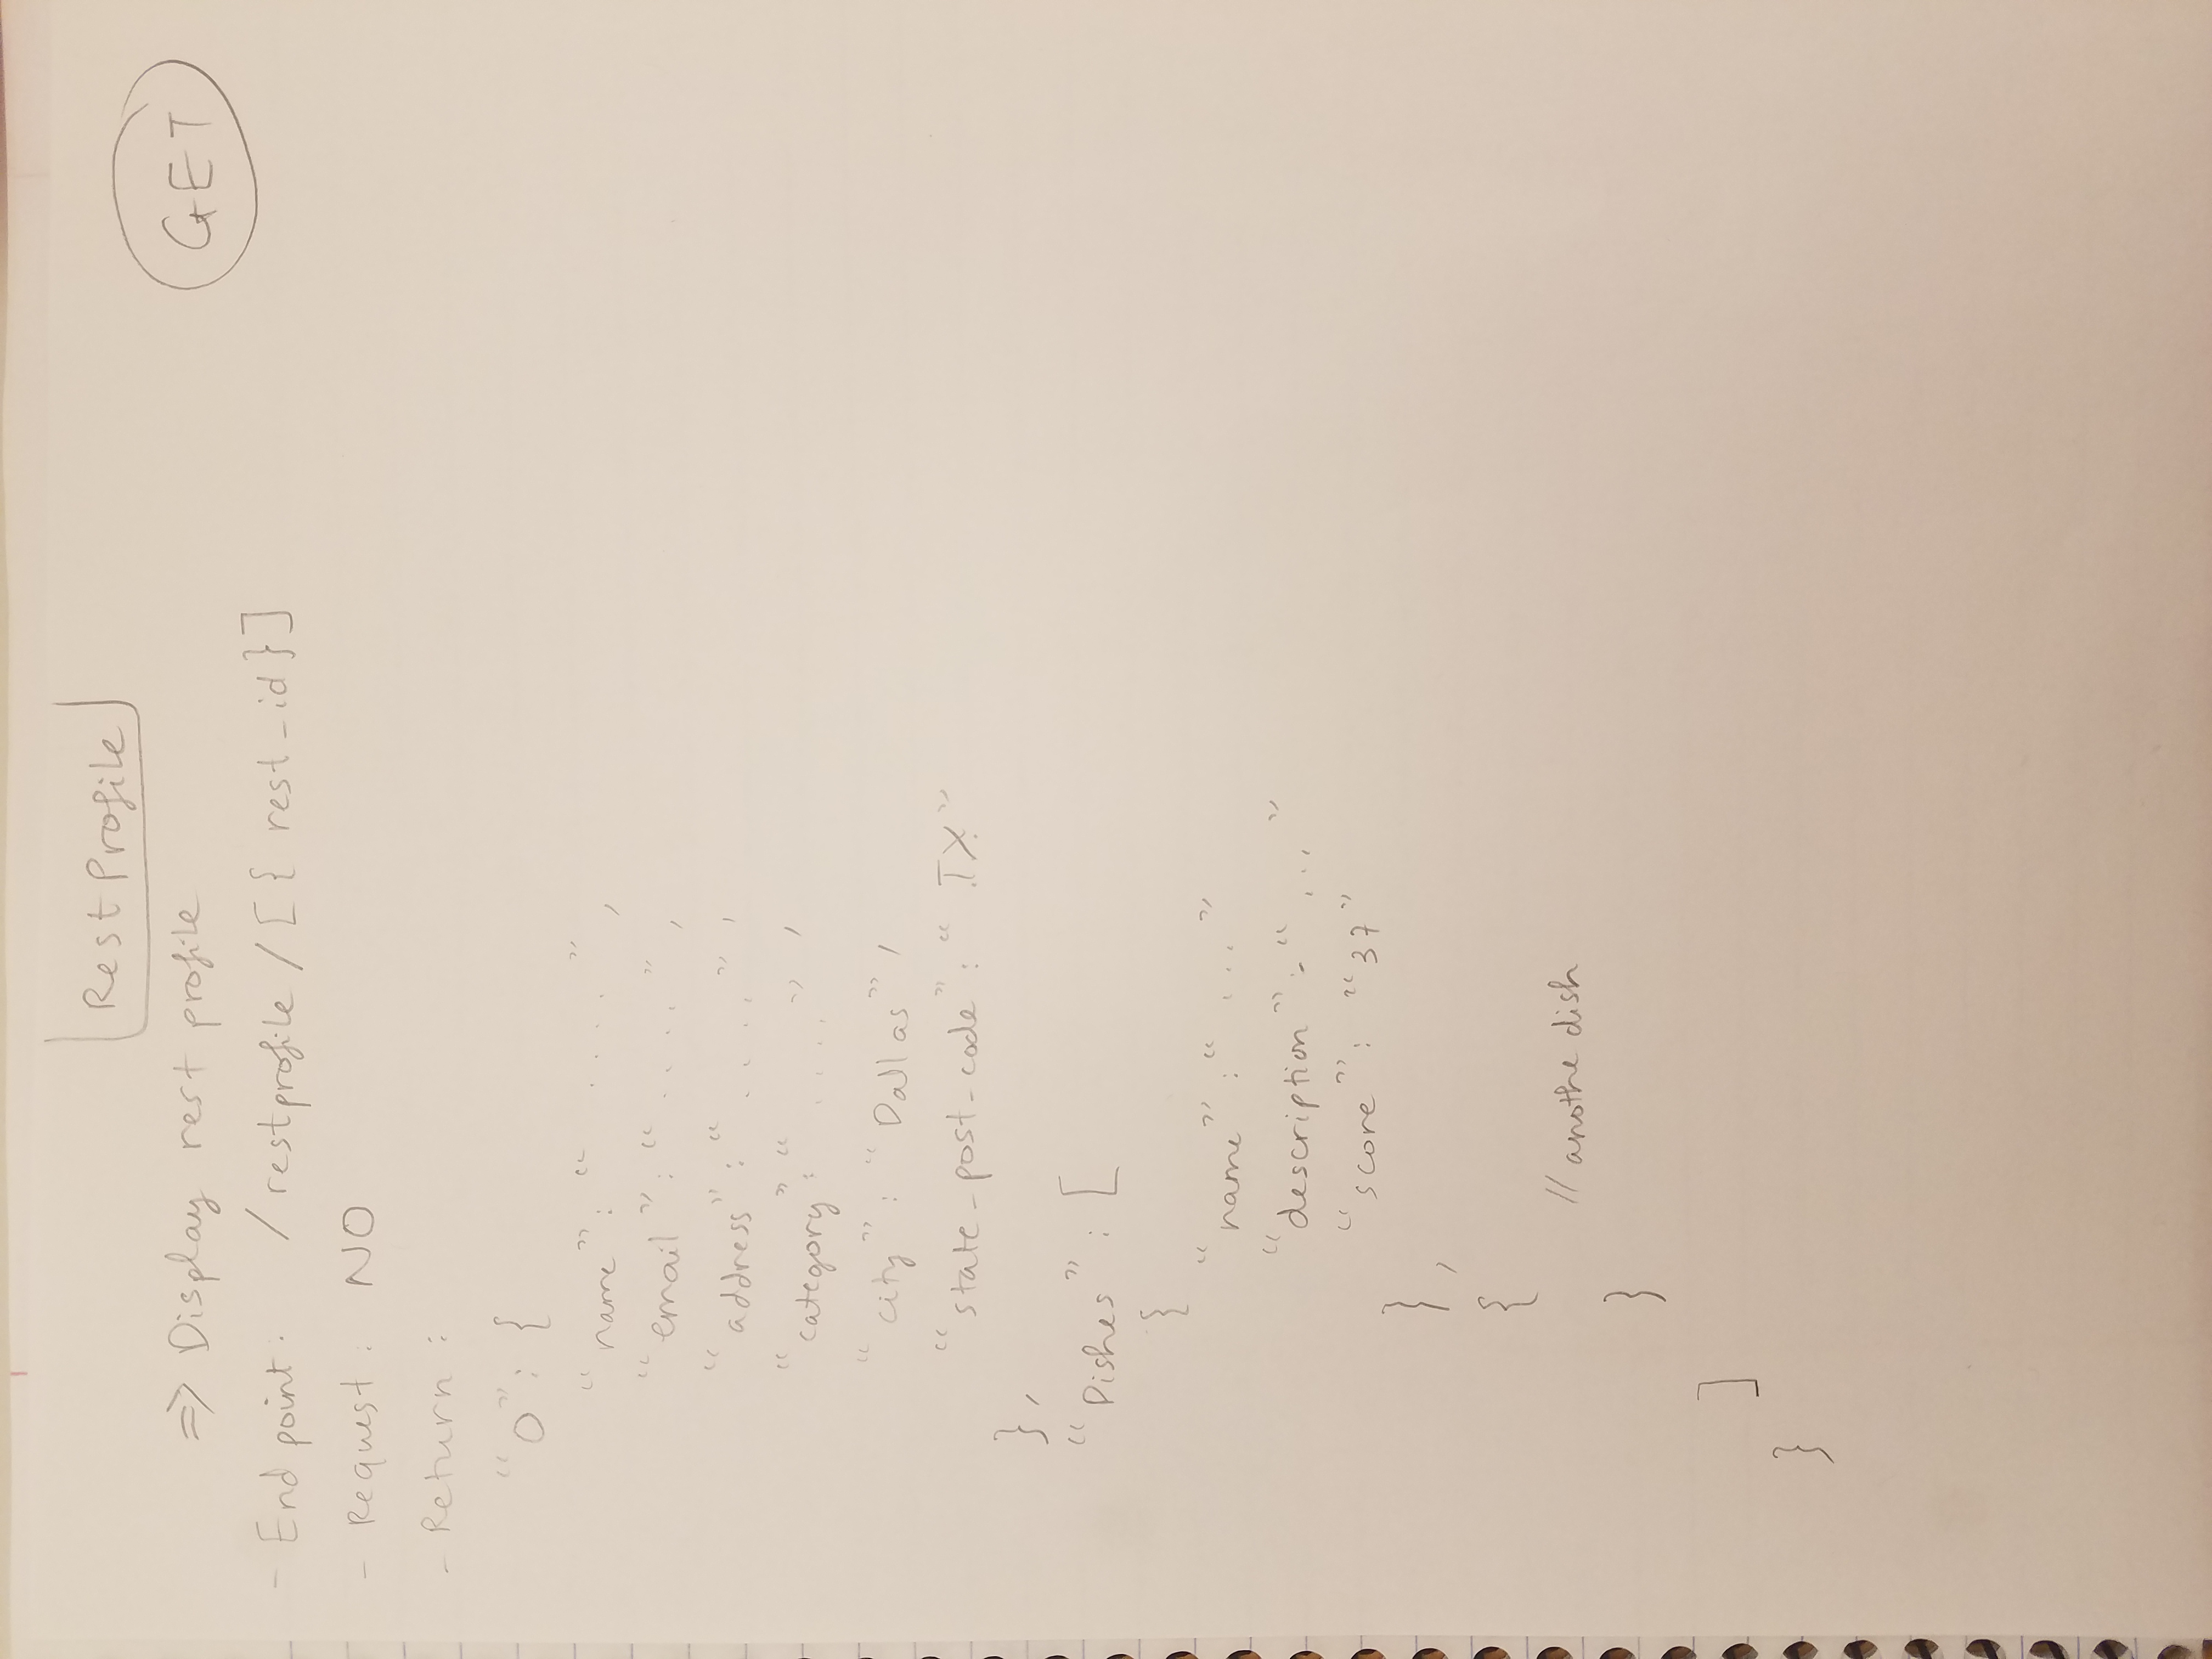 Rest Profile
GET
=> Display rest profile
- End point: /restprofile/[{rest_id}]
- Request: NO
- Return:
"0": {
"name": "....",
"email": "....",
"address": "....",
"category": "....",
"city": "Dallas",
"state_post_code": "TX"
},
"Dishes": [
{
"name": "..."
"description": "..."
"score": "37"
},
{
// anothe dish
}
]
}